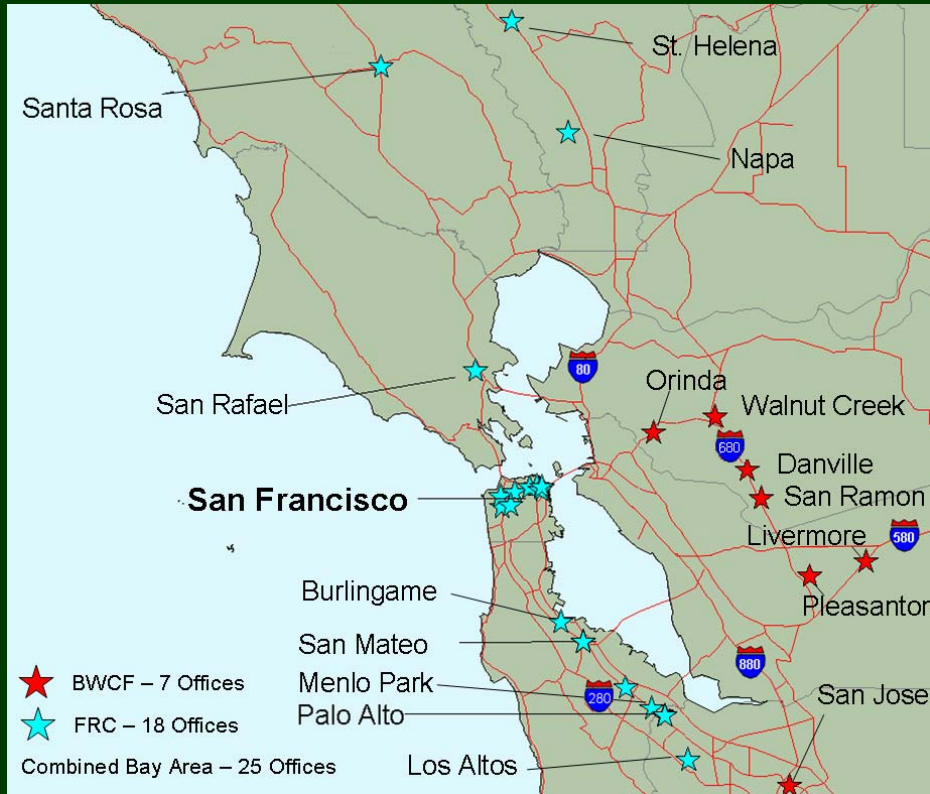 St. Helena
Santa Rosa
Napa
80
San Rafael
Orinda
Walnut Creek
680
Danville
San Francisco
San Ramon
Livermore
580
Pleasanton
Burlingame
San Mateo
880
BWCF – 7 Offices
Menlo Park
280
San Jose
FRC – 18 Offices
Palo Alto
Combined Bay Area – 25 Offices
Los Altos